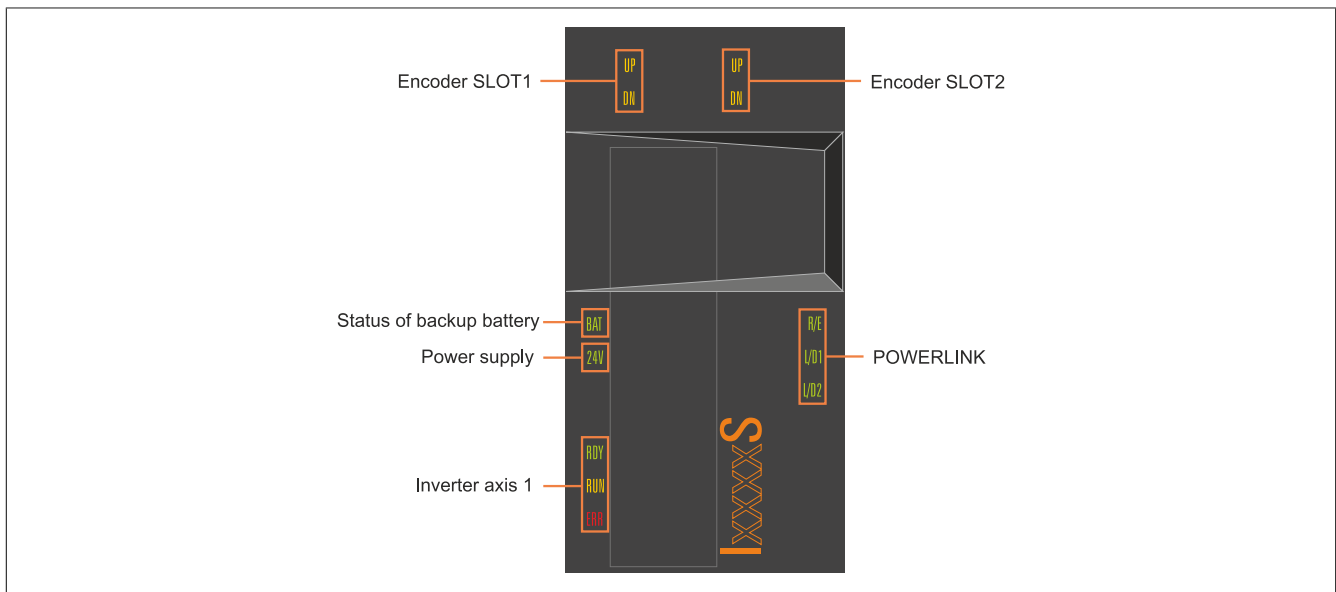 UP
DN
UP
DN
Encoder SLOT1
Encoder SLOT2
Status of backup battery
BAT
R/E
Power supply
24V
L/D1
POWERLINK
L/D2
RDY
Inverter axis 1
RUN
ERR
SXXXXXI